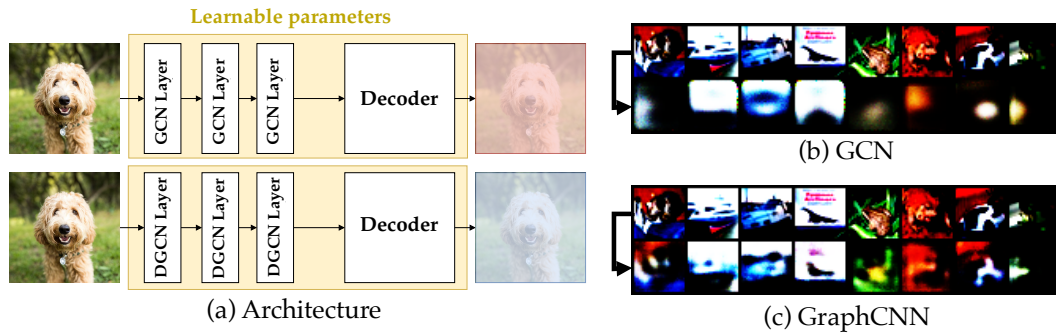 Learnable parameters
GCN Layer
GCN Layer
GCN Layer
Decoder
DGCN Layer
DGCN Layer
DGCN Layer
Decoder
(a) Architecture
(b) GCN
(c) GraphCNN